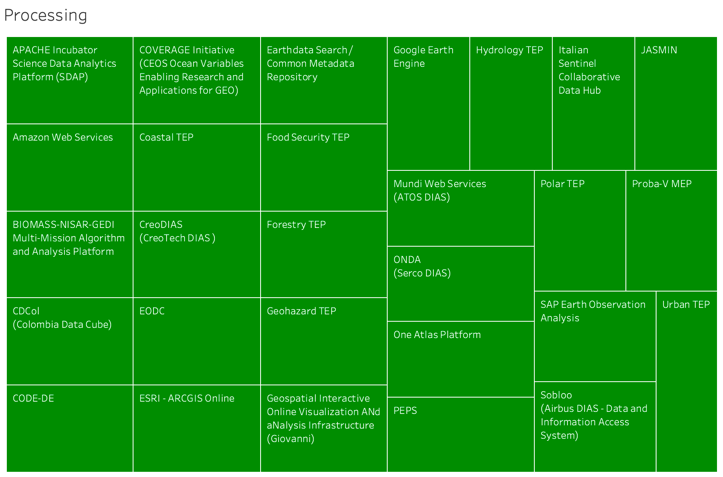 Processing
APACHE Incubator
Science Data Analytics
Platform (SDAP)
Amazon Web Services
BIOMASS-NISAR-GEDI
Multi-Mission Algorithm
and Analysis Platform
CDCol
(Colombia Data Cube)
CODE-DE
COVERAGE Initiative
(CEOS Ocean Variables
Enabling Research and
Applications for GEO)
Coastal TEP
CreoDIAS
(CreoTech DIAS )
EODC
ESRI - ARCGIS Online
Earthdata Search /
Common Metadata
Repository
Food Security TEP
Forestry TEP
Geohazard TEP
Geospatial Interactive
Online Visualization ANd
aNalysis Infrastructure
(Giovanni)
Google Earth
Engine
Hydrology TEP
Italian
Sentinel
Collaborative
Data Hub
JASMIN
Mundi Web Services
(ATOS DIAS)
ONDA
(Serco DIAS)
One Atlas Platform
PEPS
Polar TEP
Proba-V MEP
SAP Earth Observation
Analysis
Sobloo
(Airbus DIAS - Data and
Information Access
System)
Urban TEP